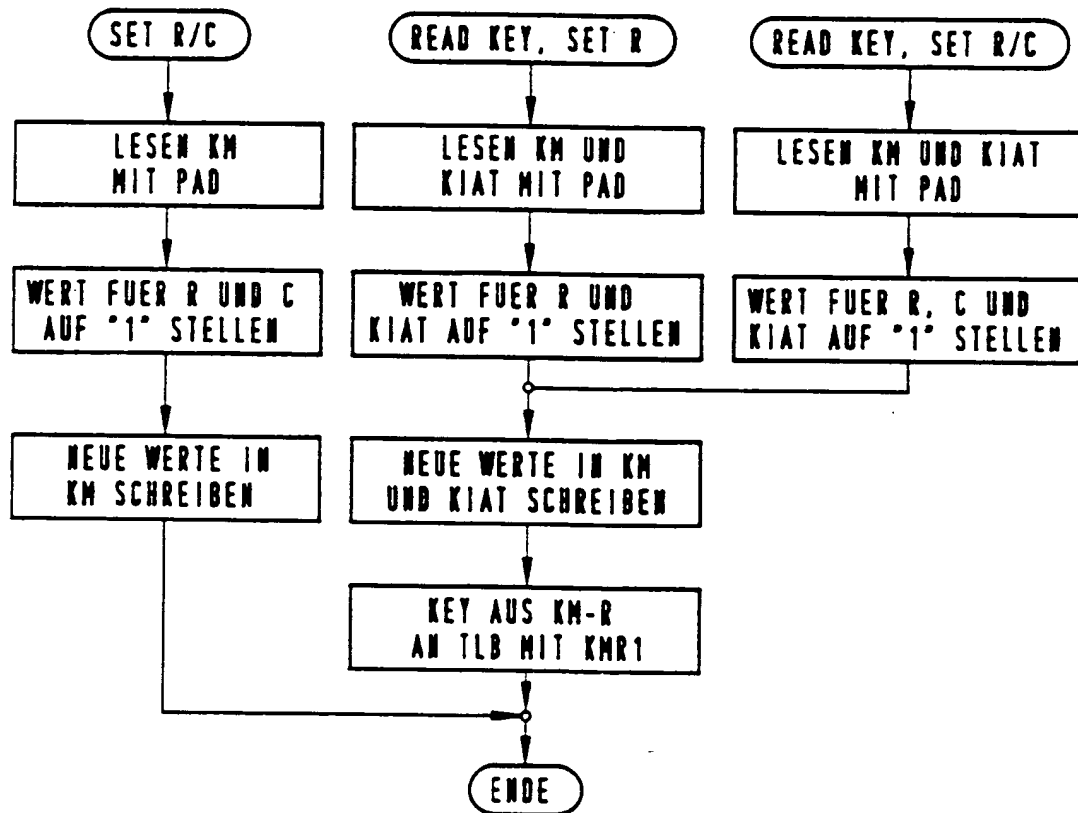 SET R/C
LESEN KM
MIT PAD
WERT FUER R UND C
AUF "1" STELLEN
NEUE WERTE IN
KM SCHREIBEN
READ KEY, SET R
LESEN KM UND
KIAT MIT PAD
WERT FUER R UND
KIAT AUF "1" STELLEN
NEUE WERTE IN KM
UND KIAT SCHREIBEN
KEY AUS KM-R
AN TLB MIT KMR1
READ KEY, SET R/C
LESEN KM UND KIAT
MIT PAD
WERT FUER R, C UND
KIAT AUF "1" STELLEN
ENDE